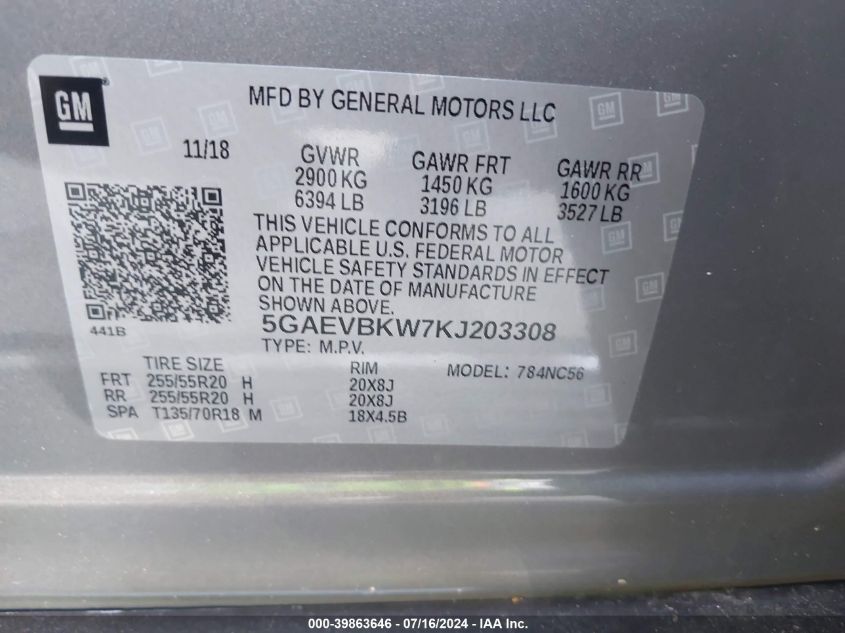 GM
MFD BY GENERAL MOTORS LLC
11/18
GVWR GAWR FRT GAWR RR
2900 KG 1450 KG 1600 KG
6394 LB 3196 LB 3527 LB
THIS VEHICLE CONFORMS TO ALL
APPLICABLE U.S. FEDERAL MOTOR
VEHICLE SAFETY STANDARDS IN EFFECT
ON THE DATE OF MANUFACTURE
SHOWN ABOVE.
441B
5GAEVBKW7KJ203308
TYPE: M.P.V.
TIRE SIZE RIM MODEL: 784NC56
FRT 255/55R20 H 20X8J
RR 255/55R20 H 20X8J
SPA T135/70R18 M 18X4.5B
000-39863646 - 07/16/2024 - IAA Inc.